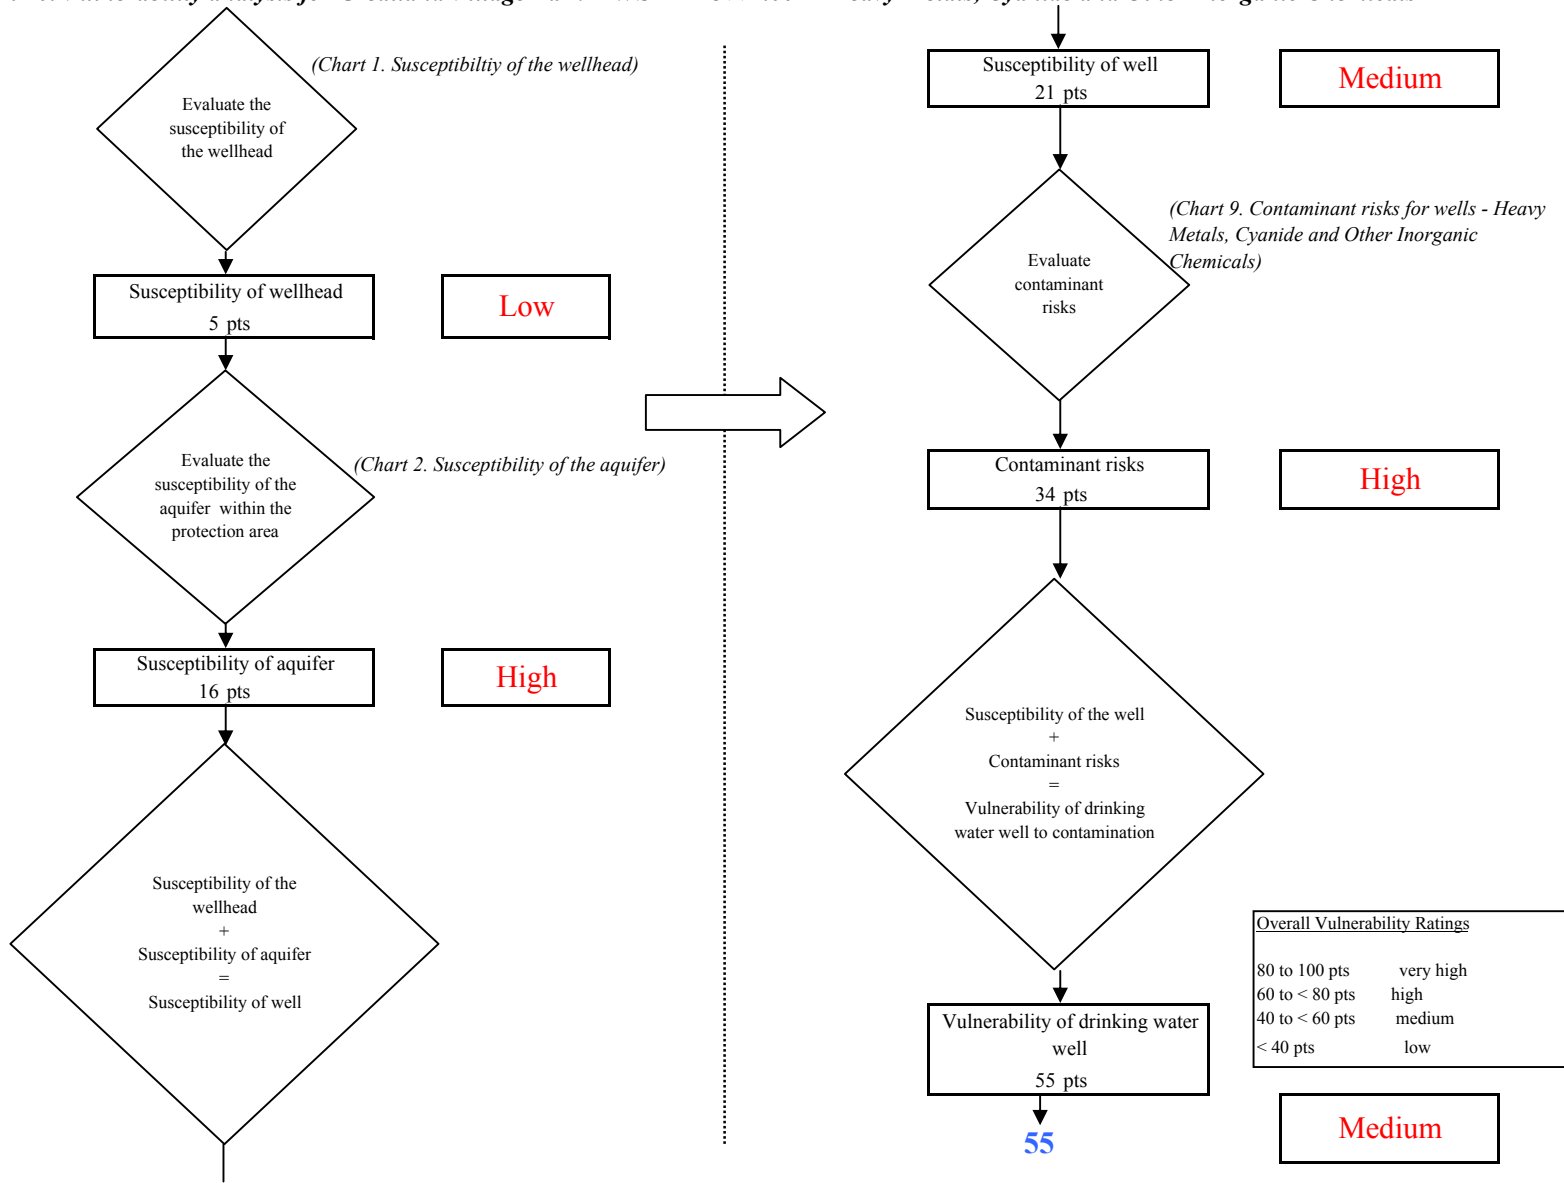 (Chart 1. Susceptibiltiy of the wellhead)
Evaluate the
susceptibility of
the wellhead
Susceptibility of wellhead
5 pts
Low
Evaluate the
susceptibility of the
aquifer within the
protection area
(Chart 2. Susceptibility of the aquifer)
Susceptibility of aquifer
16 pts
High
Susceptibility of the
wellhead
+
Susceptibility of aquifer
=
Susceptibility of well
Susceptibility of well
21 pts
Medium
(Chart 9. Contaminant risks for wells - Heavy
Metals, Cyanide and Other Inorganic
Chemicals)
Evaluate
contaminant
risks
Contaminant risks
34 pts
High
Susceptibility of the well
+
Contaminant risks
=
Vulnerability of drinking
water well to contamination
Vulnerability of drinking water
well
55 pts
55
Overall Vulnerability Ratings
80 to 100 pts very high
60 to < 80 pts high
40 to < 60 pts medium
< 40 pts low
Medium